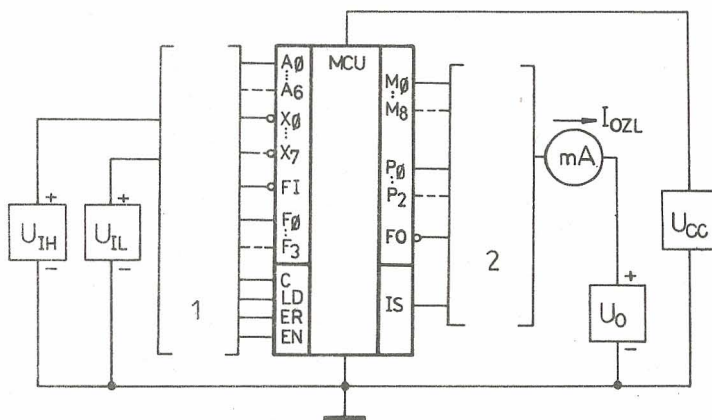 MCU
AØ
A6
XØ
X7
FI
FØ
F3
C
LD
ER
EN
MØ
M8
PØ
P2
FO
IS
1
2
I_OZL
mA
+
U_IH
−
+
U_IL
−
U_CC
+
U_O
−